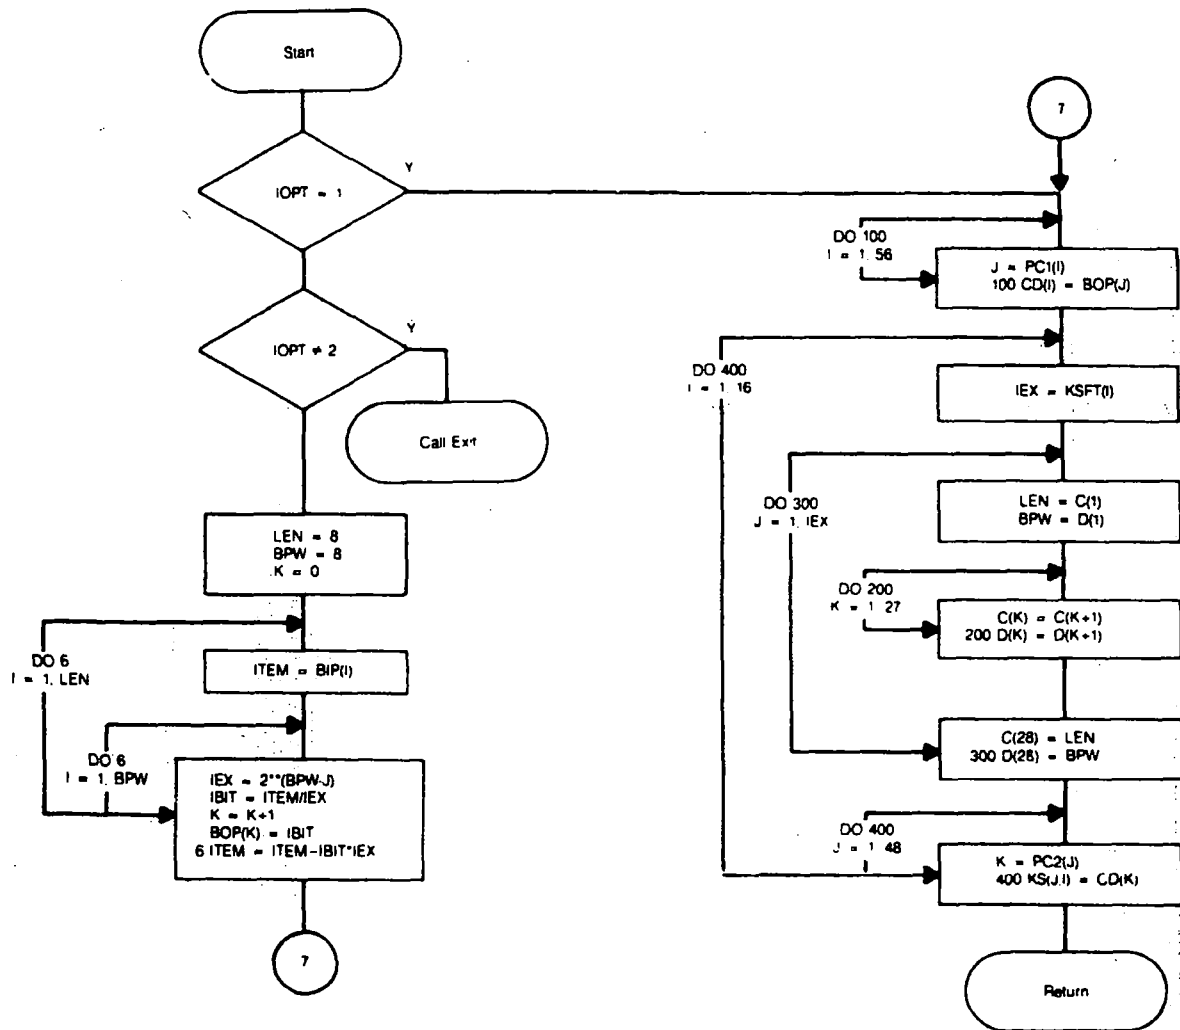 Start
IOPT = 1
Y
IOPT ≠ 2
Y
Call Exit
LEN = 8
BPW = 8
K = 0
DO 6
I = 1, LEN
ITEM = BIP(I)
DO 6
I = 1, BPW
IEX = 2**(BPW-J)
IBIT = ITEM/IEX
K = K+1
BOP(K) = IBIT
6 ITEM = ITEM-IBIT*IEX
7
7
DO 100
I = 1, 56
J = PC1(I)
100 CD(I) = BOP(J)
DO 400
I = 1, 16
IEX = KSFT(I)
DO 300
J = 1, IEX
LEN = C(1)
BPW = D(1)
DO 200
K = 1, 27
C(K) = C(K+1)
200 D(K) = D(K+1)
C(28) = LEN
300 D(28) = BPW
DO 400
J = 1, 48
K = PC2(J)
400 KS(J,I) = CD(K)
Return